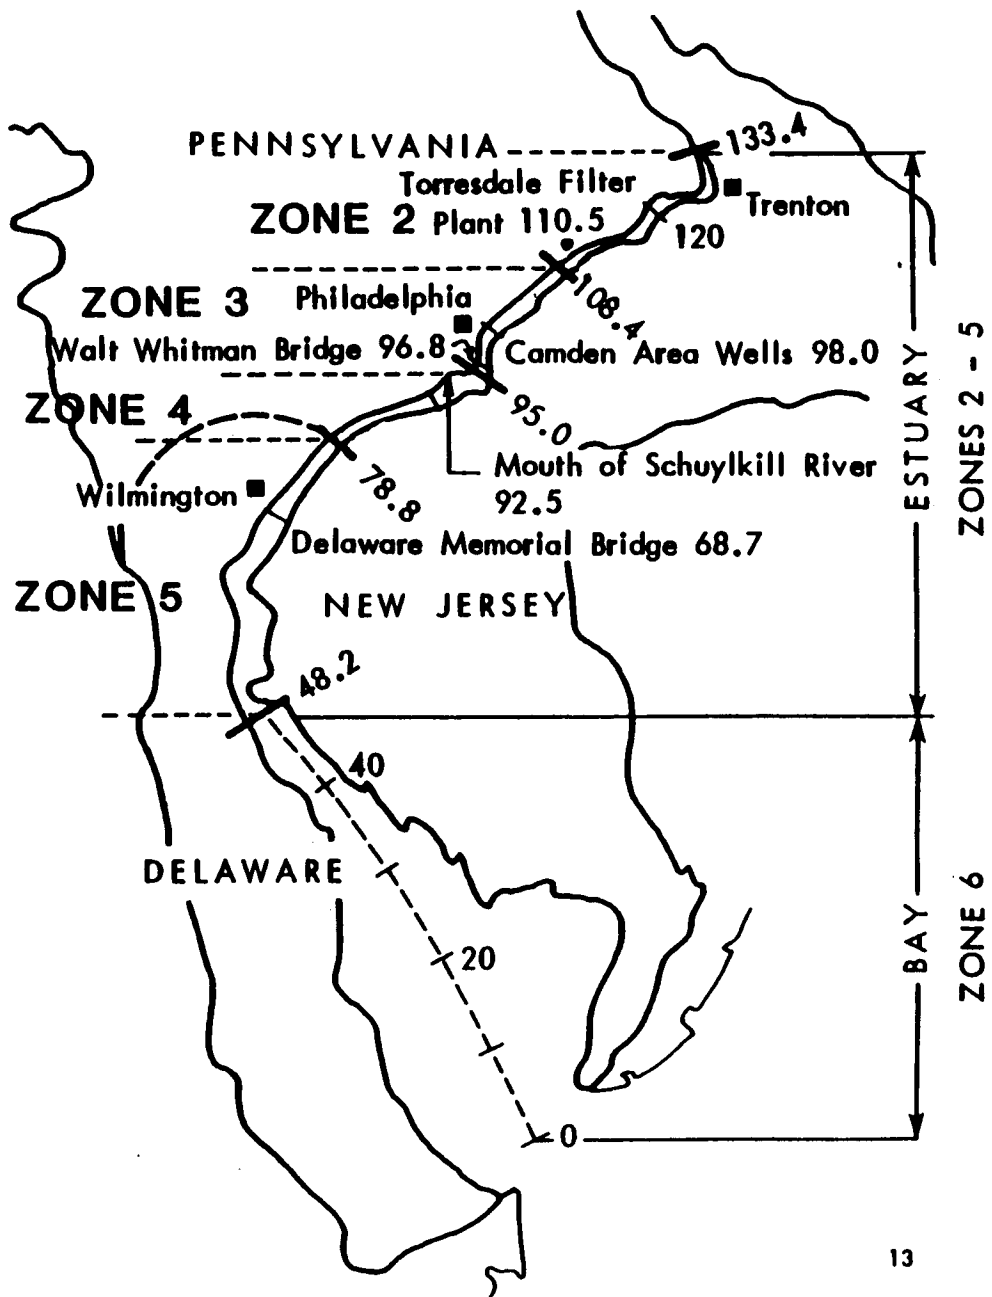 PENNSYLVANIA
133.4
Torresdale Filter
Plant 110.5
Trenton
ZONE 2
120
ZONE 3
Philadelphia
108.4
Walt Whitman Bridge 96.8
Camden Area Wells 98.0
ZONE 4
95.0
Mouth of Schuylkill River
92.5
Wilmington
78.8
Delaware Memorial Bridge 68.7
ZONE 5
NEW JERSEY
48.2
40
DELAWARE
20
0
ESTUARY
ZONES 2 - 5
BAY
ZONE 6
13